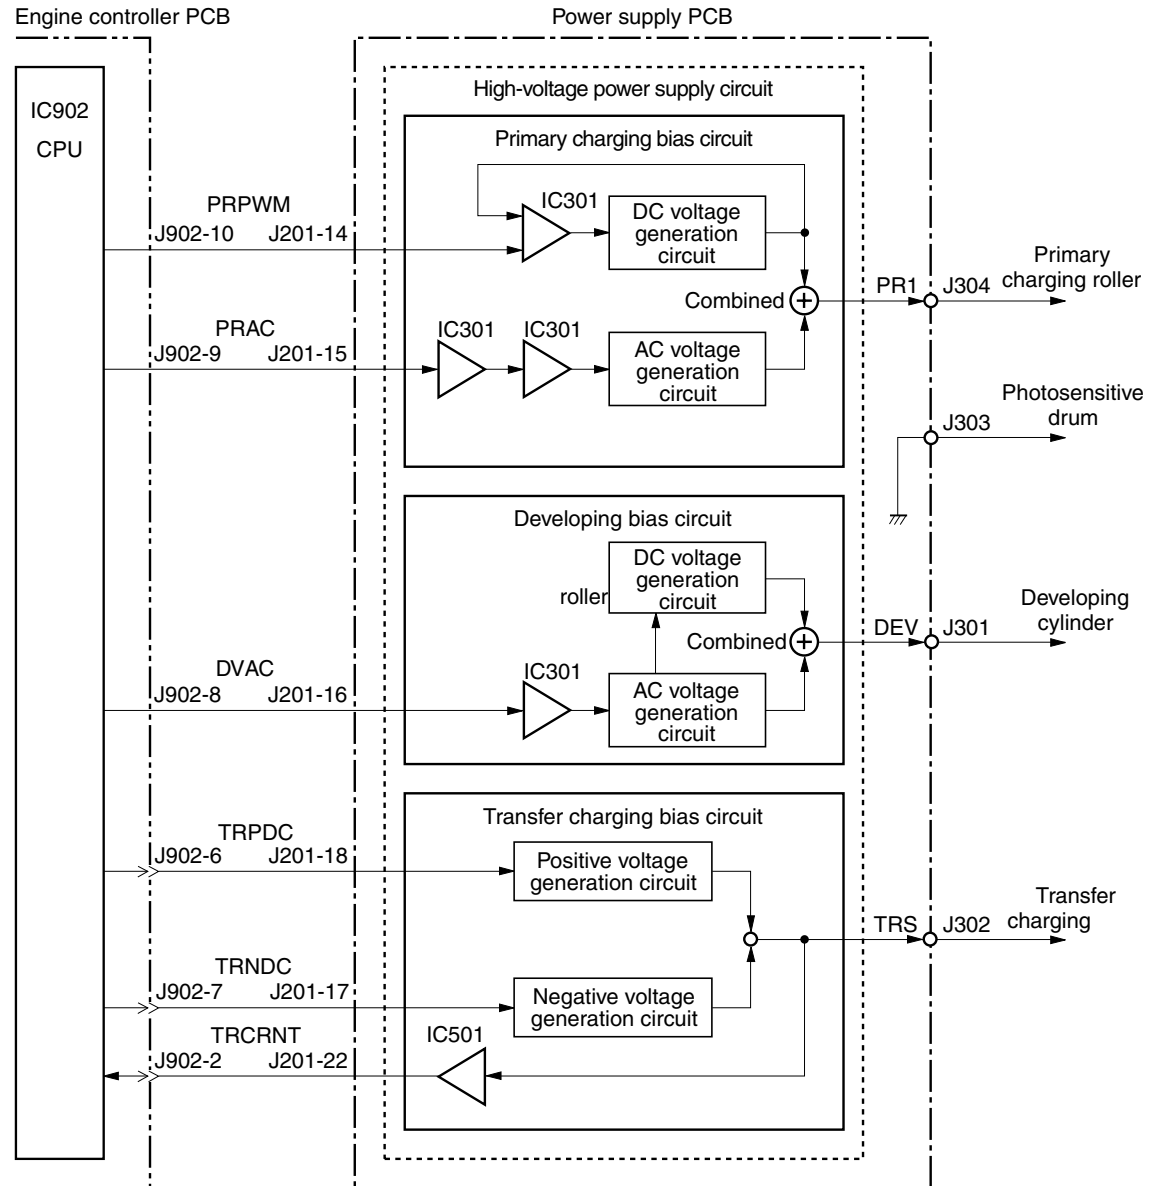 Engine controller PCB
Power supply PCB
IC902
CPU
High-voltage power supply circuit
Primary charging bias circuit
PRPWM
J902-10 J201-14
IC301
DC voltage
generation
circuit
Combined
PR1
J304
Primary
charging roller
PRAC
J902-9 J201-15
IC301
IC301
AC voltage
generation
circuit
J303
Photosensitive
drum
Developing bias circuit
DC voltage
generation
circuit
roller
Combined
DEV
J301
Developing
cylinder
DVAC
J902-8 J201-16
IC301
AC voltage
generation
circuit
Transfer charging bias circuit
TRPDC
J902-6 J201-18
Positive voltage
generation circuit
TRS
J302
Transfer
charging
TRNDC
J902-7 J201-17
Negative voltage
generation circuit
TRCRNT
J902-2 J201-22
IC501